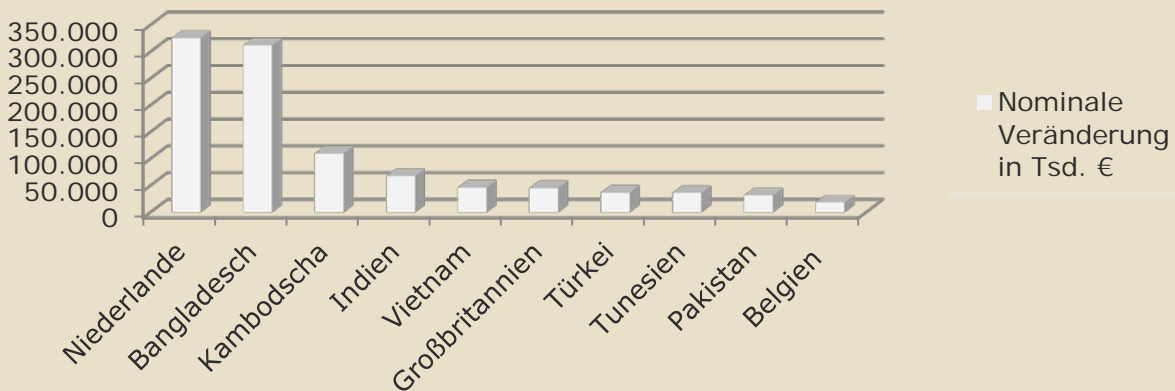 350.000
300.000
250.000
200.000
150.000
100.000
50.000
0
Niederlande
Bangladesch
Kambodscha
Indien
Vietnam
Großbritannien
Türkei
Tunesien
Pakistan
Belgien
Nominale
Veränderung
in Tsd. €